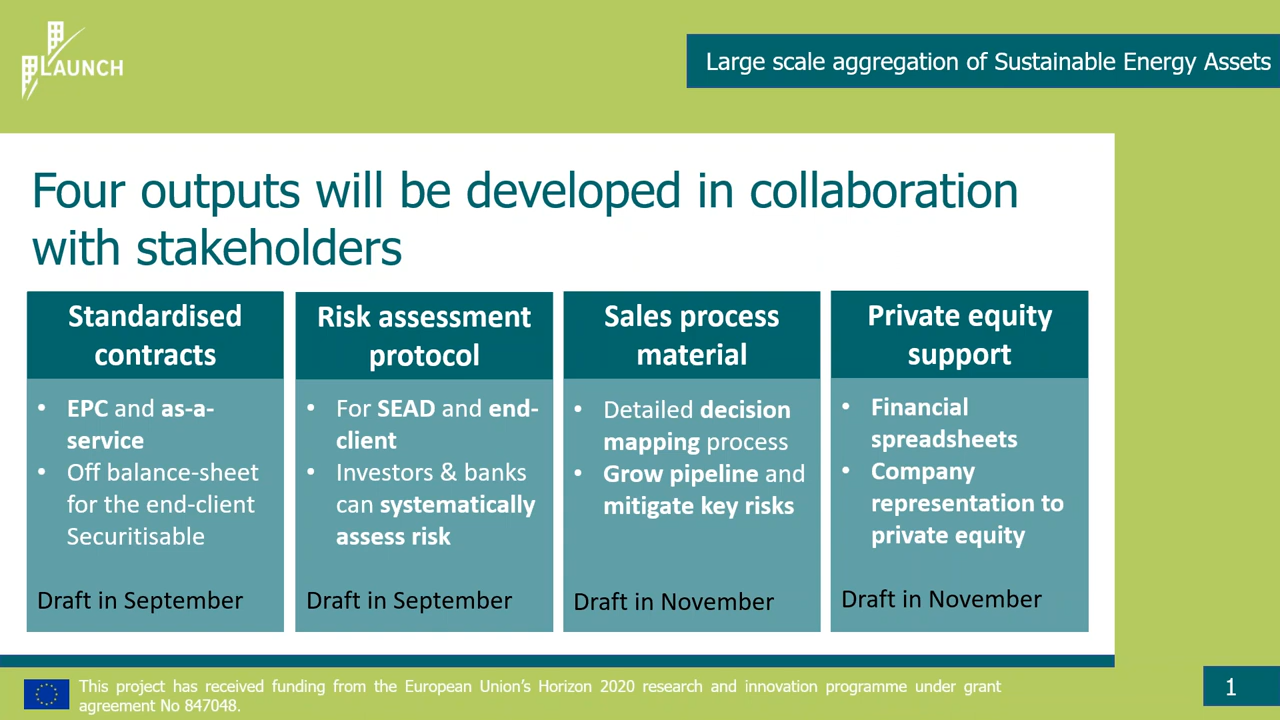 LAUNCH
Large scale aggregation of Sustainable Energy Assets
Four outputs will be developed in collaboration
with stakeholders
Standardised
contracts
• EPC and as-a-
service
• Off balance-sheet
for the end-client
Securitisable
Draft in September
Risk assessment
protocol
• For SEAD and end-
client
• Investors & banks
can systematically
assess risk
Draft in September
Sales process
material
• Detailed decision
mapping process
• Grow pipeline and
mitigate key risks
Draft in November
Private equity
support
• Financial
spreadsheets
• Company
representation to
private equity
Draft in November
This project has received funding from the European Union’s Horizon 2020 research and innovation programme under grant
agreement No 847048.
1